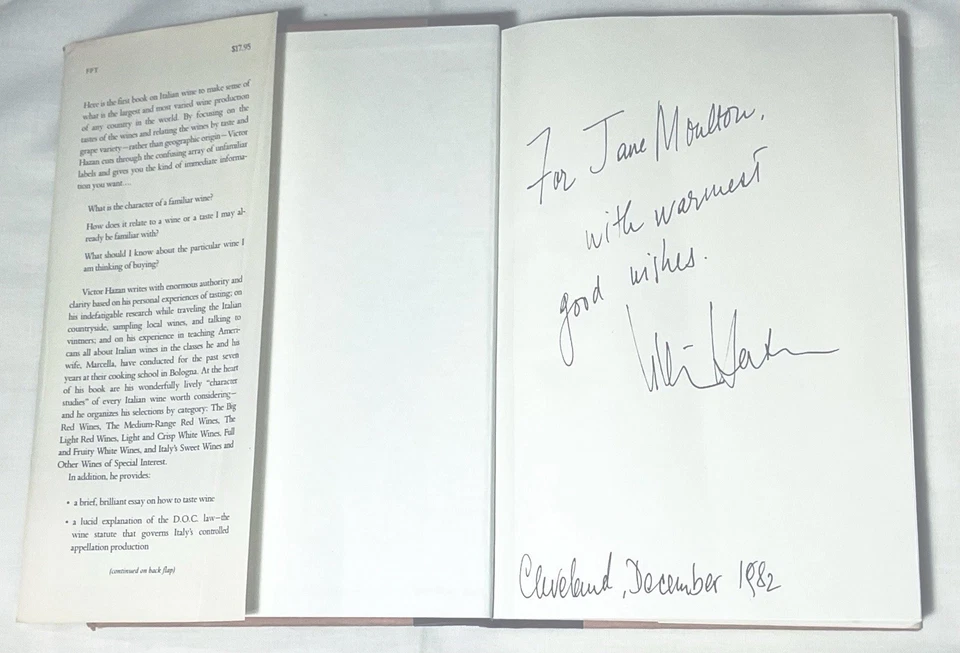 $17.95
FPT
Here is the first book on Italian wine to make sense of
what is the largest and most varied wine production
of any country in the world. By focusing on the
tastes of the wines and relating the wines by taste and
grape variety—rather than geographic origin—Victor
Hazan cuts through the confusing array of unfamiliar
labels and gives you the kind of immediate informa-
tion you want....
What is the character of a familiar wine?
How does it relate to a wine or a taste I may al-
ready be familiar with?
What should I know about the particular wine I
am thinking of buying?
Victor Hazan writes with enormous authority and
clarity based on his personal experiences of tasting; on
his indefatigable research while traveling the Italian
countryside, sampling local wines, and talking to
vintners; and on his experience in teaching Ameri-
cans all about Italian wines in the classes he and his
wife, Marcella, have conducted for the past seven
years at their cooking school in Bologna. At the heart
of his book are his wonderfully lively "character
studies" of every Italian wine worth considering—
and he organizes his selections by category: The Big
Red Wines, The Medium-Range Red Wines, The
Light Red Wines, Light and Crisp White Wines, Full
and Fruity White Wines, and Italy's Sweet Wines and
Other Wines of Special Interest.
In addition, he provides:
• a brief, brilliant essay on how to taste wine
• a lucid explanation of the D.O.C. law—the
wine statute that governs Italy's controlled
appellation production
(continued on back flap)
For Jane Moulton,
with warmest
good wishes.
Victor Hazan
Cleveland, December 1982